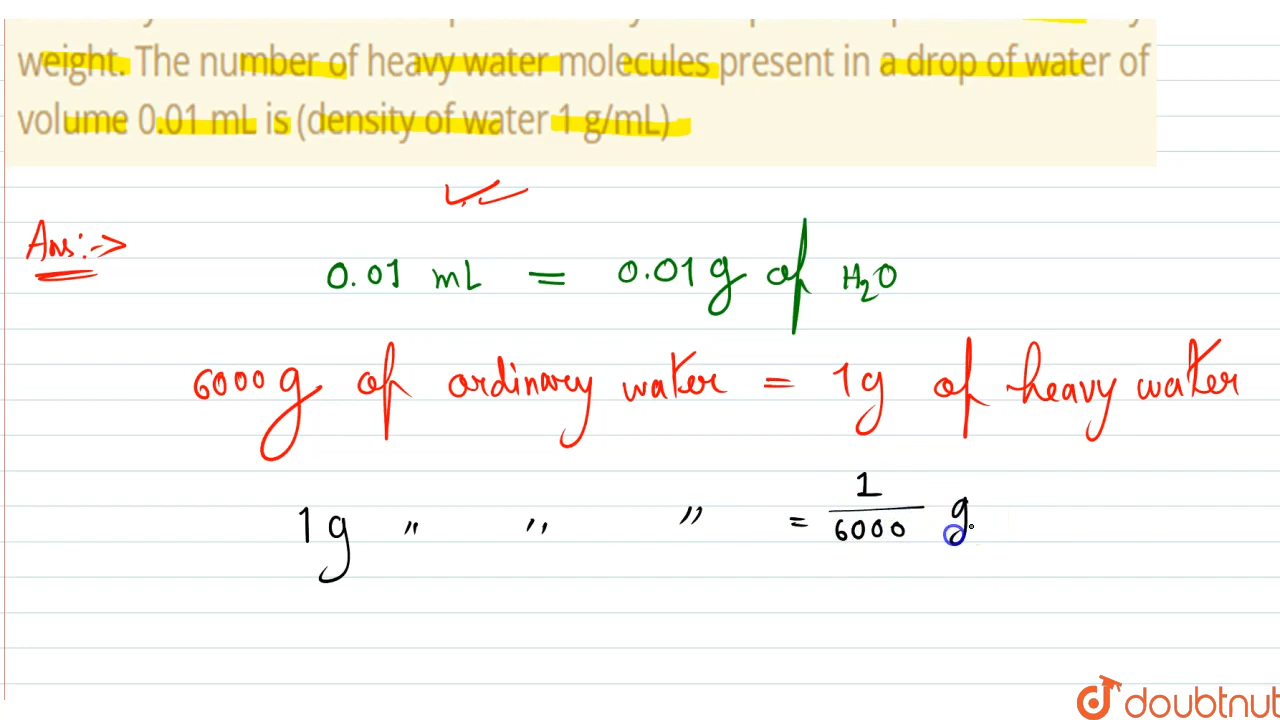 weight. The number of heavy water molecules present in a drop of water of
volume 0.01 mL is (density of water 1 g/mL)
Ans:->
0.01 mL = 0.01 g of H₂O
6000 g of ordinary water = 1g of heavy water
1g " " " = 1/6000 g.
doubtnut